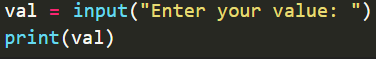 val = input("Enter your value: ")
print(val)